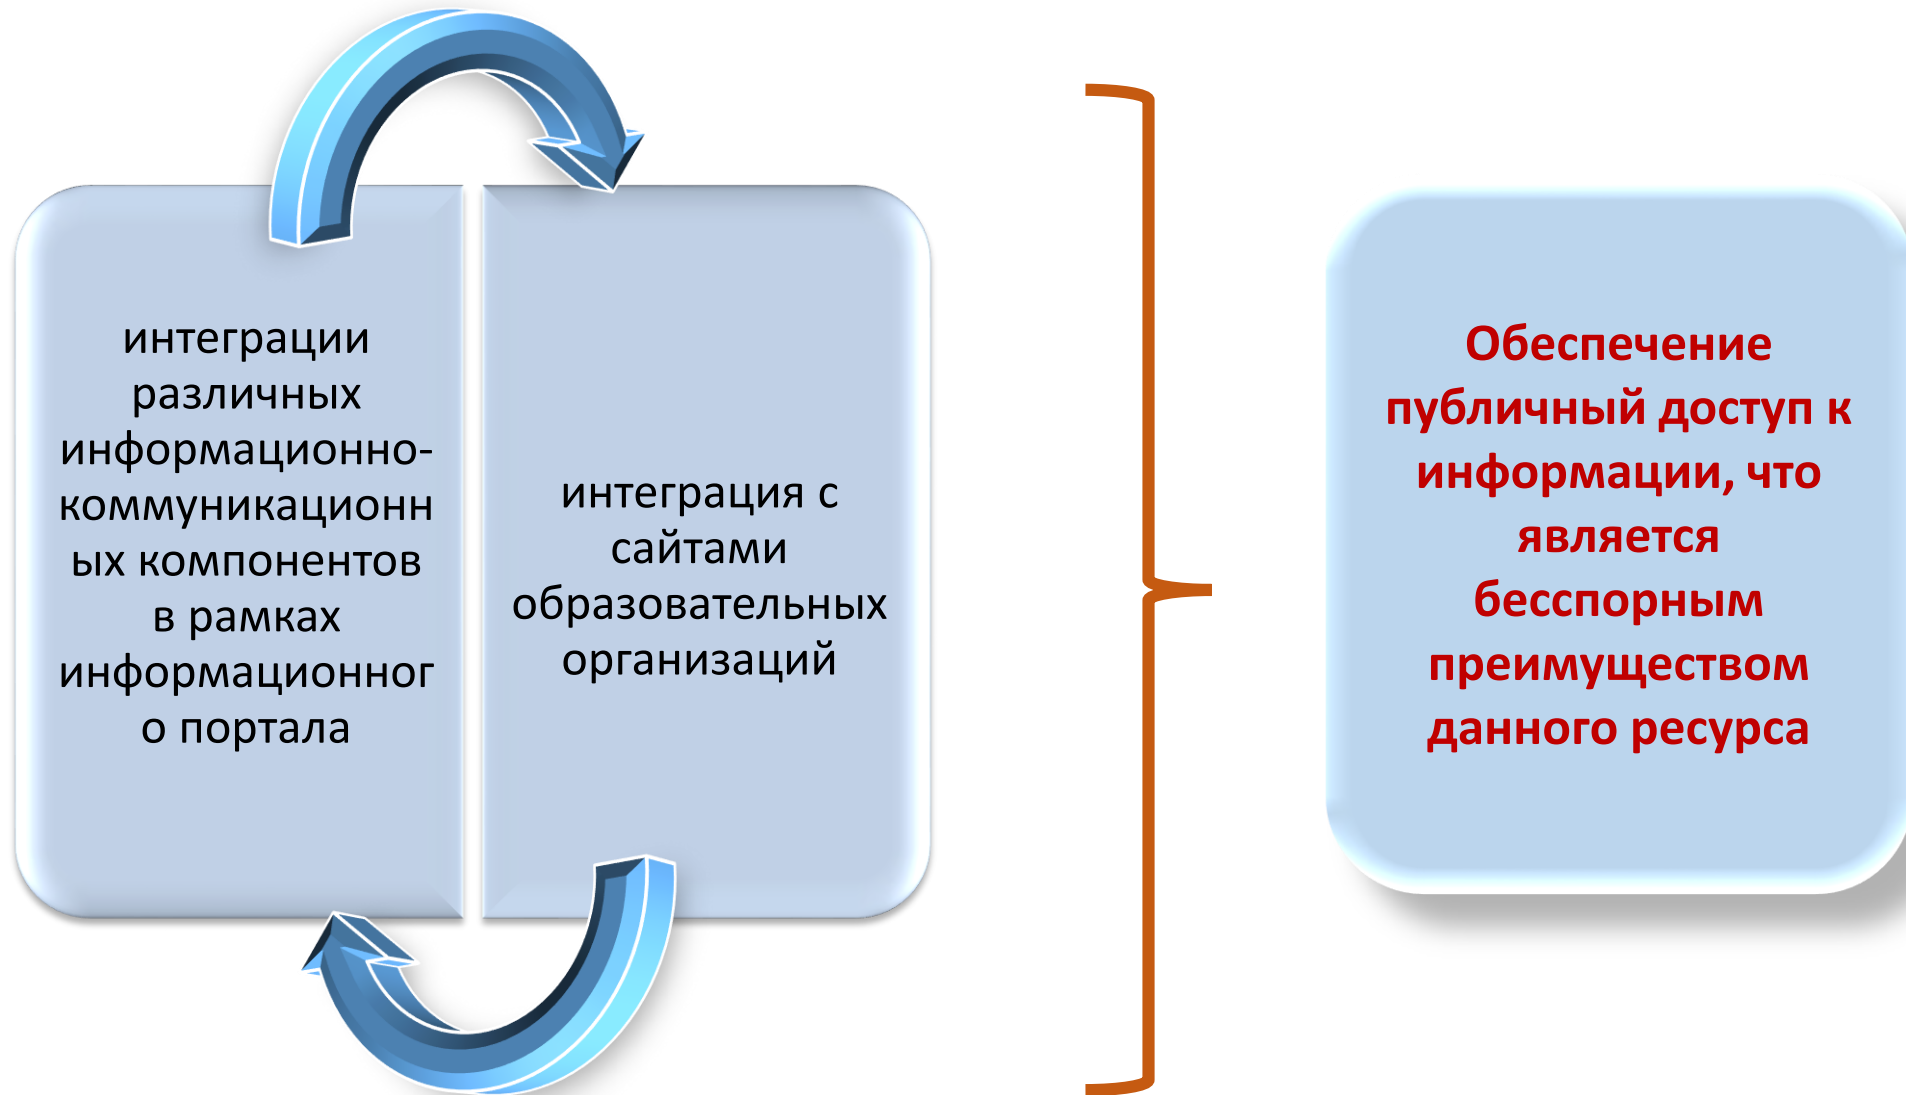 интеграции
различных
информационно-
коммуникационн
ых компонентов
в рамках
информационног
о портала
интеграция с
сайтами
образовательных
организаций
Обеспечение
публичный доступ к
информации, что
является
бесспорным
преимуществом
данного ресурса